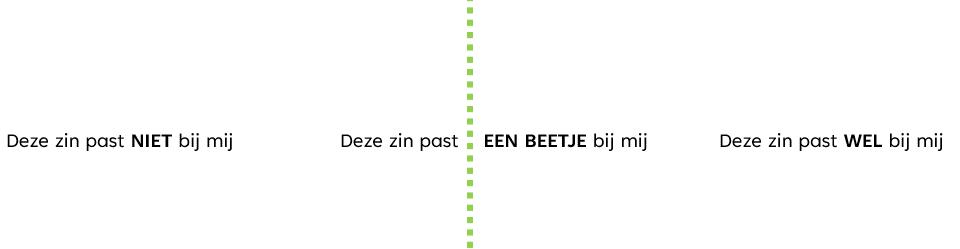 Deze zin past NIET bij mij
Deze zin past EEN BEETJE bij mij
Deze zin past WEL bij mij